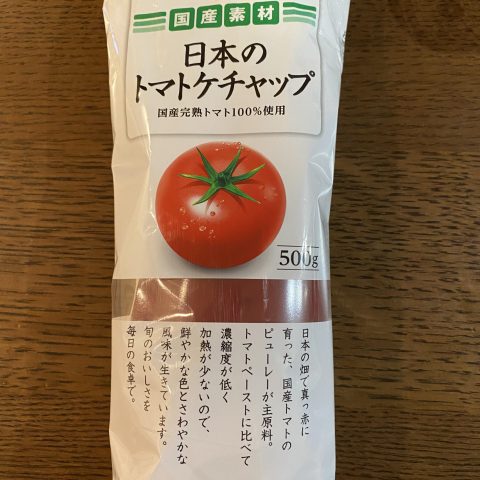 国産素材
日本の
トマトケチャップ
国産完熟トマト100%使用
500g
日本の畑で真っ赤に
育った、国産トマトの
ピューレーが主原料。
トマトペーストに比べて
濃縮度が低く
加熱が少ないので、
鮮やかな色とさわやかな
風味が生きています。
旬のおいしさを
毎日の食卓で。